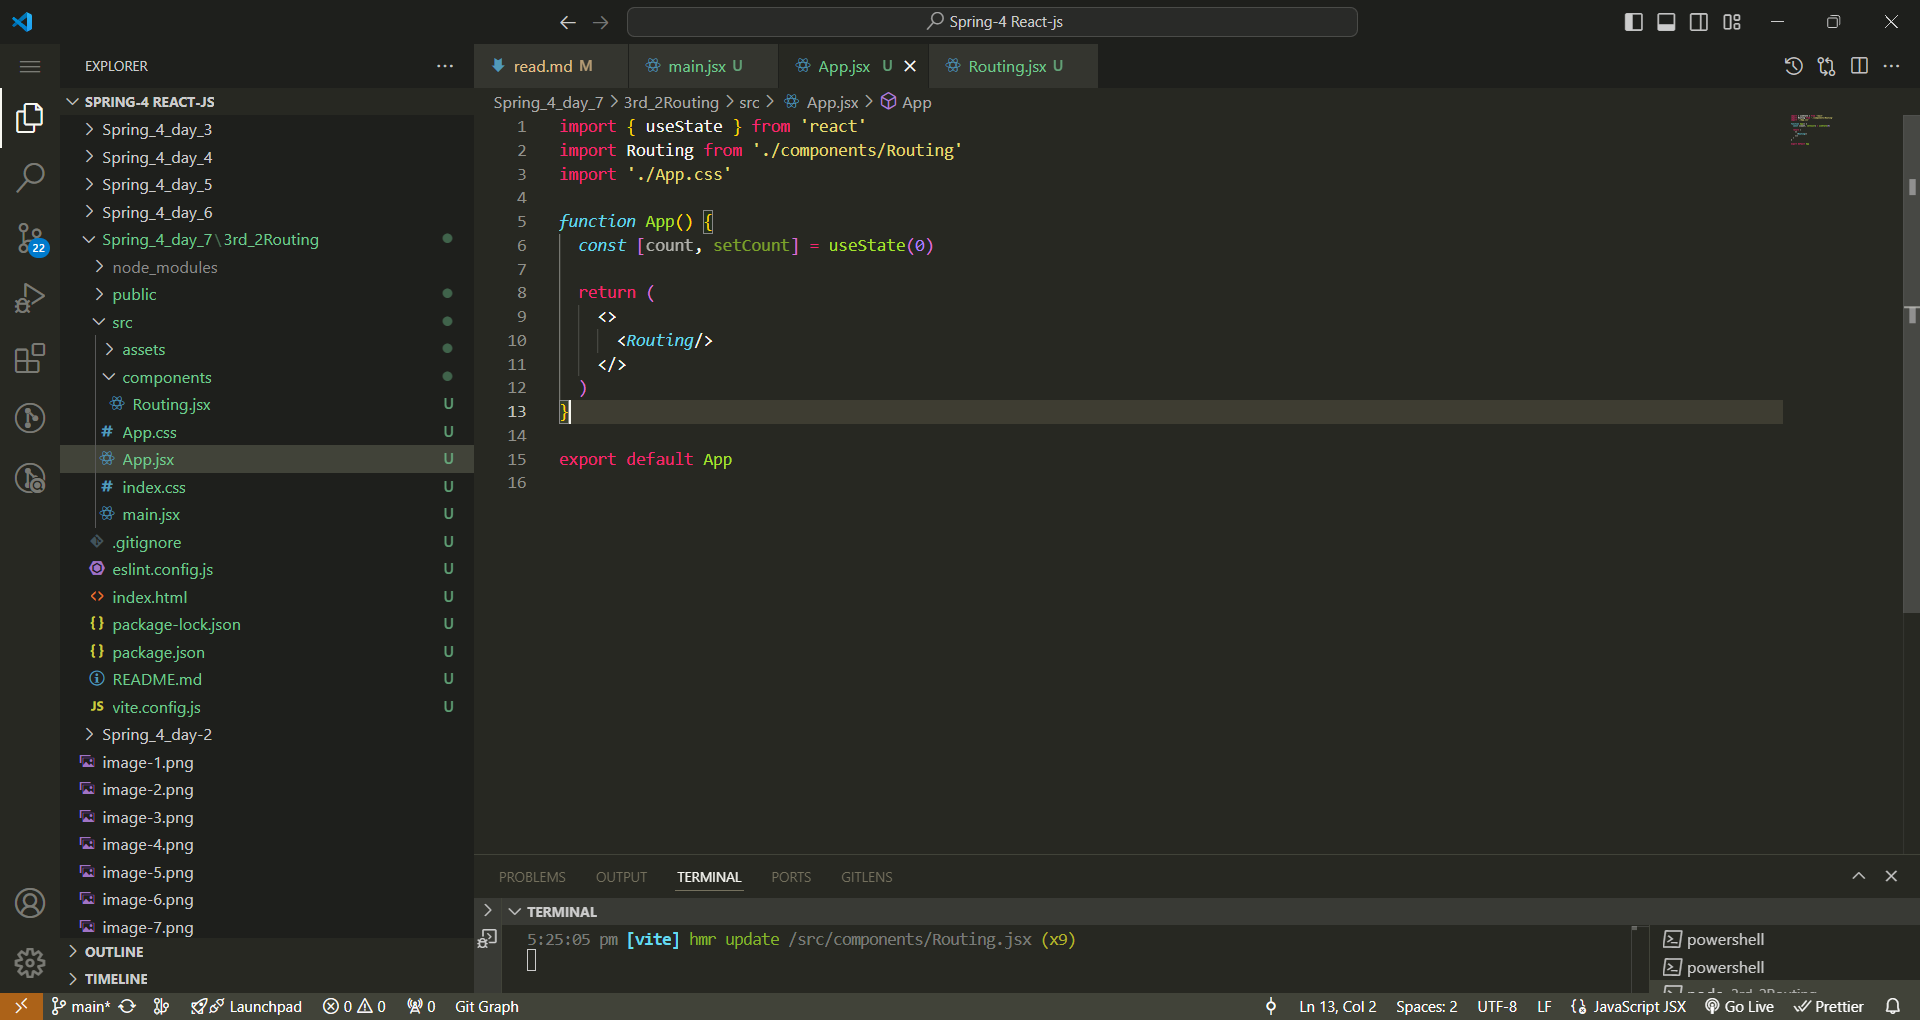 Spring-4 React-js
EXPLORER
SPRING-4 REACT-JS
Spring_4_day_3
Spring_4_day_4
Spring_4_day_5
Spring_4_day_6
Spring_4_day_7\3rd_2Routing
node_modules
public
src
assets
components
Routing.jsx U
# App.css U
App.jsx U
# index.css U
main.jsx U
.gitignore U
eslint.config.js U
<> index.html U
{} package-lock.json U
{} package.json U
README.md U
JS vite.config.js U
Spring_4_day-2
image-1.png
image-2.png
image-3.png
image-4.png
image-5.png
image-6.png
image-7.png
OUTLINE
TIMELINE
22
read.md M
main.jsx U
App.jsx U
Routing.jsx U
Spring_4_day_7 > 3rd_2Routing > src > App.jsx > App
1 import { useState } from 'react'
2 import Routing from './components/Routing'
3 import './App.css'
4
5 function App() {
6 const [count, setCount] = useState(0)
7
8 return (
9 <>
10 <Routing/>
11 </>
12 )
13 }
14
15 export default App
16
PROBLEMS OUTPUT TERMINAL PORTS GITLENS
TERMINAL
5:25:05 pm [vite] hmr update /src/components/Routing.jsx (x9)
powershell
powershell
node 3rd_2Routing
main* Launchpad 0 0 0 Git Graph
Ln 13, Col 2 Spaces: 2 UTF-8 LF {} JavaScript JSX Go Live Prettier